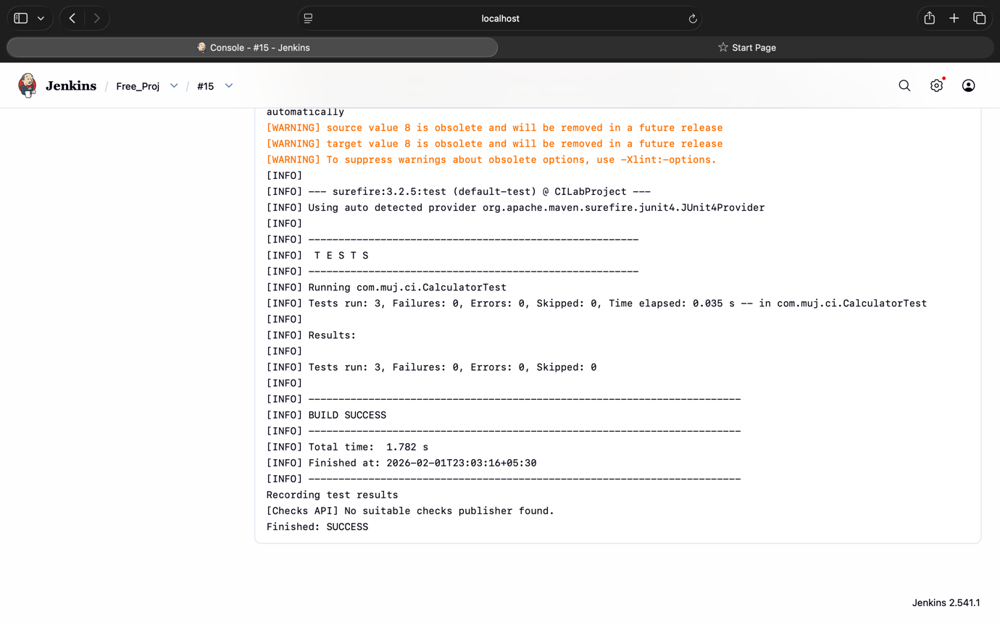 localhost
Console - #15 - Jenkins
Start Page
Jenkins / Free_Proj / #15
automatically
[WARNING] source value 8 is obsolete and will be removed in a future release
[WARNING] target value 8 is obsolete and will be removed in a future release
[WARNING] To suppress warnings about obsolete options, use -Xlint:-options.
[INFO]
[INFO] --- surefire:3.2.5:test (default-test) @ CILabProject ---
[INFO] Using auto detected provider org.apache.maven.surefire.junit4.JUnit4Provider
[INFO]
[INFO] -------------------------------------------------------
[INFO]  T E S T S
[INFO] -------------------------------------------------------
[INFO] Running com.muj.ci.CalculatorTest
[INFO] Tests run: 3, Failures: 0, Errors: 0, Skipped: 0, Time elapsed: 0.035 s -- in com.muj.ci.CalculatorTest
[INFO]
[INFO] Results:
[INFO]
[INFO] Tests run: 3, Failures: 0, Errors: 0, Skipped: 0
[INFO]
[INFO] ------------------------------------------------------------------------
[INFO] BUILD SUCCESS
[INFO] ------------------------------------------------------------------------
[INFO] Total time:  1.782 s
[INFO] Finished at: 2026-02-01T23:03:16+05:30
[INFO] ------------------------------------------------------------------------
Recording test results
[Checks API] No suitable checks publisher found.
Finished: SUCCESS
Jenkins 2.541.1